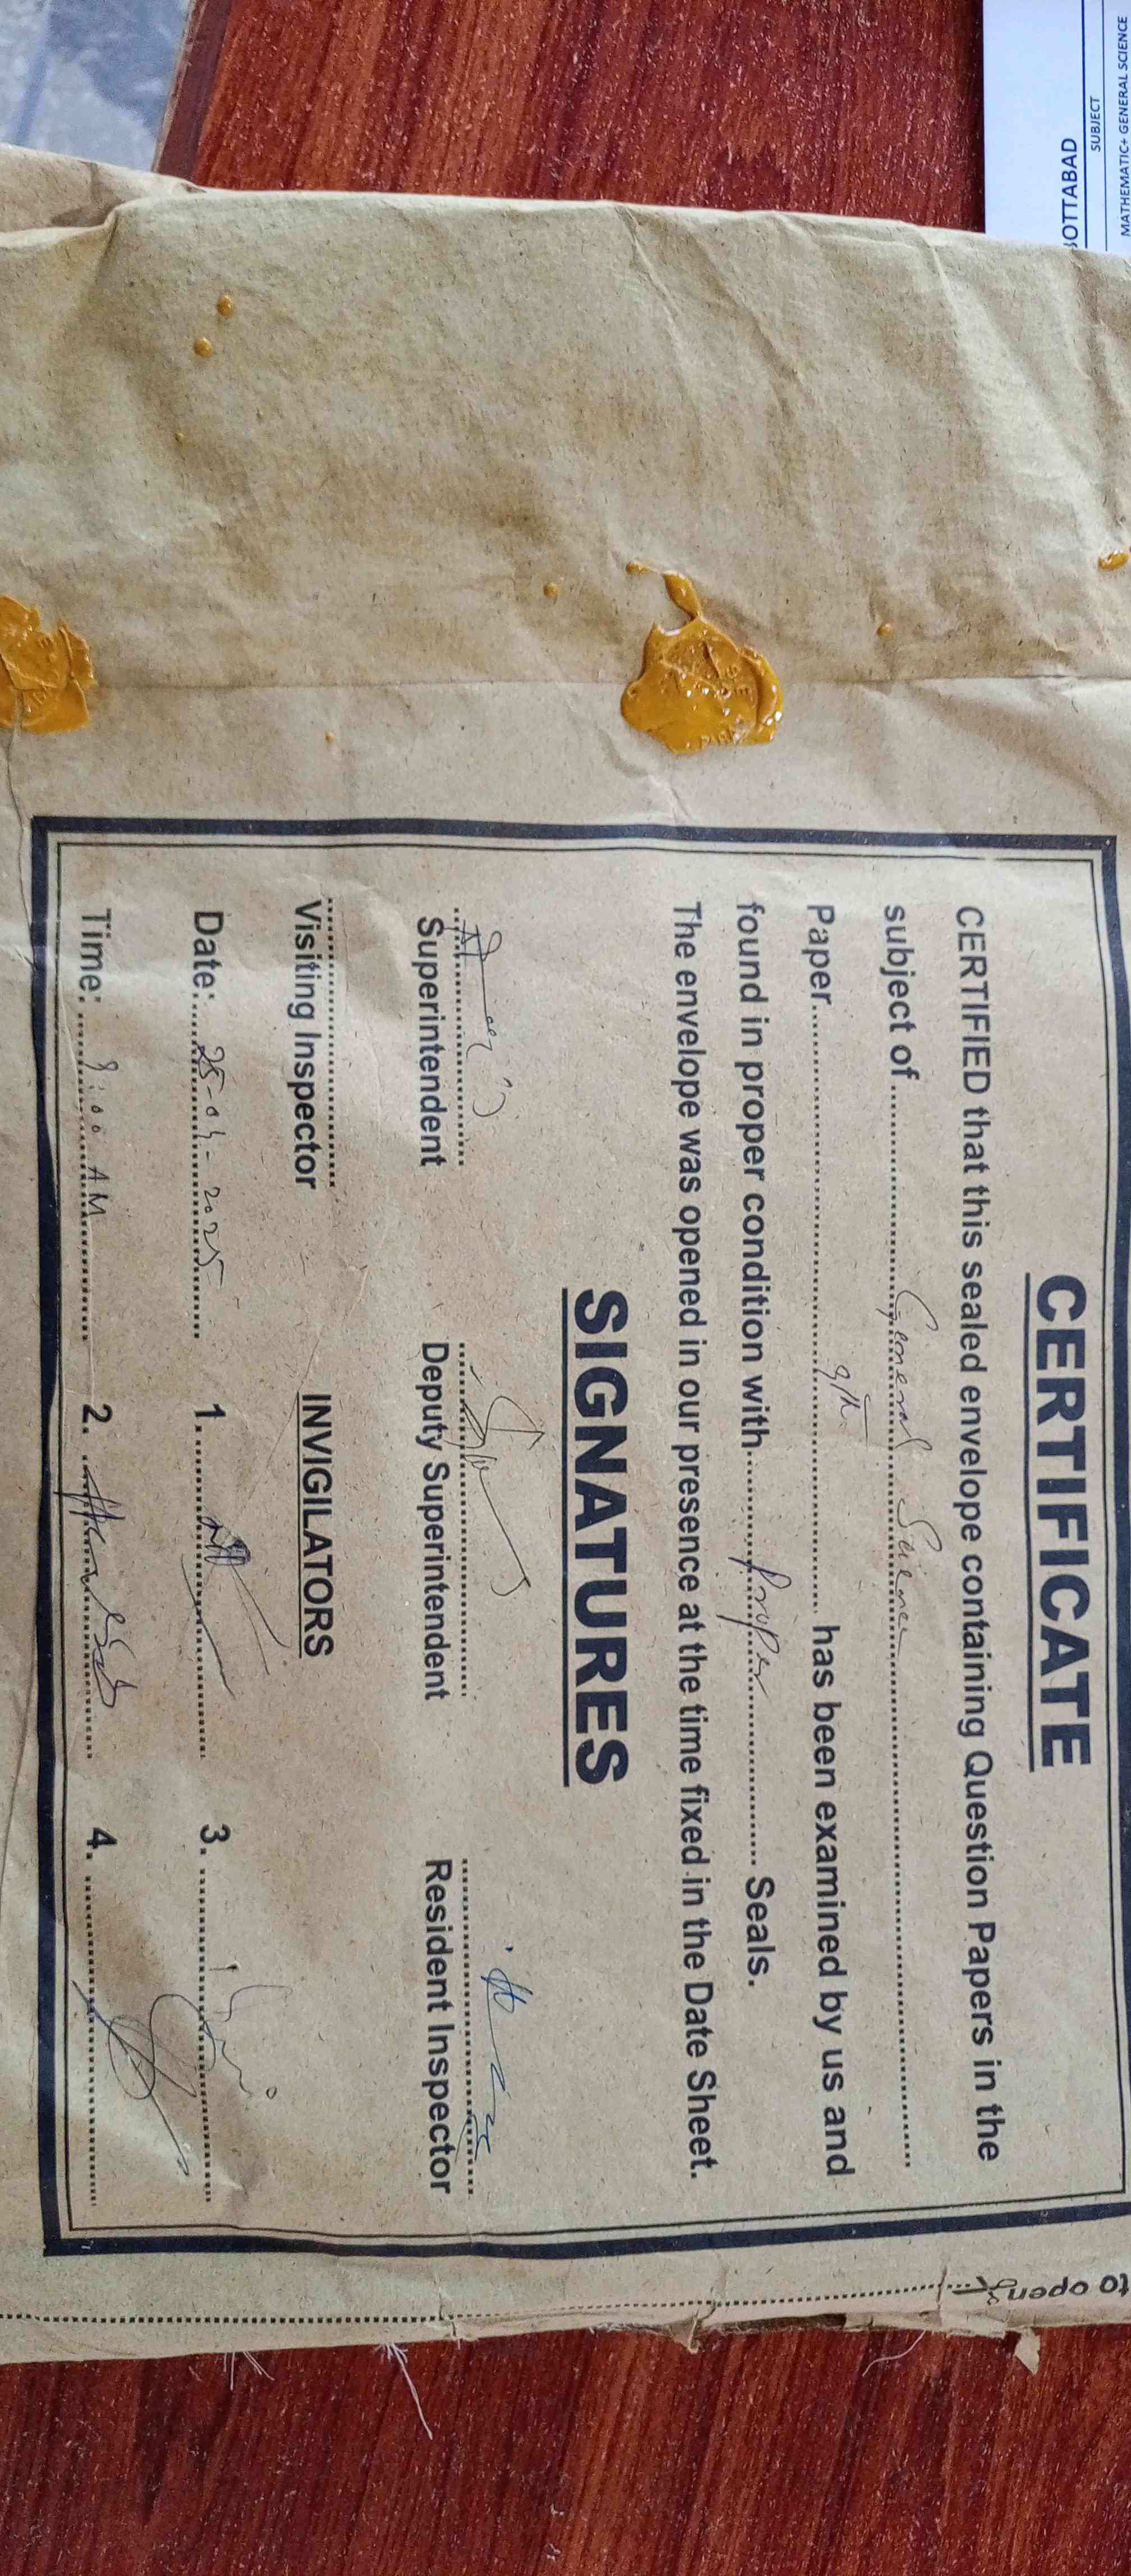 BOTTABAD
SUBJECT
MATHEMATIC+ GENERAL SCIENCE
CERTIFICATE
CERTIFIED that this sealed envelope containing Question Papers in the
subject of General Science
Paper 9th has been examined by us and
found in proper condition with proper Seals.
The envelope was opened in our presence at the time fixed in the Date Sheet.
SIGNATURES
Superintendent Deputy Superintendent Resident Inspector
Visiting Inspector INVIGILATORS
Date: 25-04-2025 1. 3.
Time: 9:00 AM 2. 4.
to open